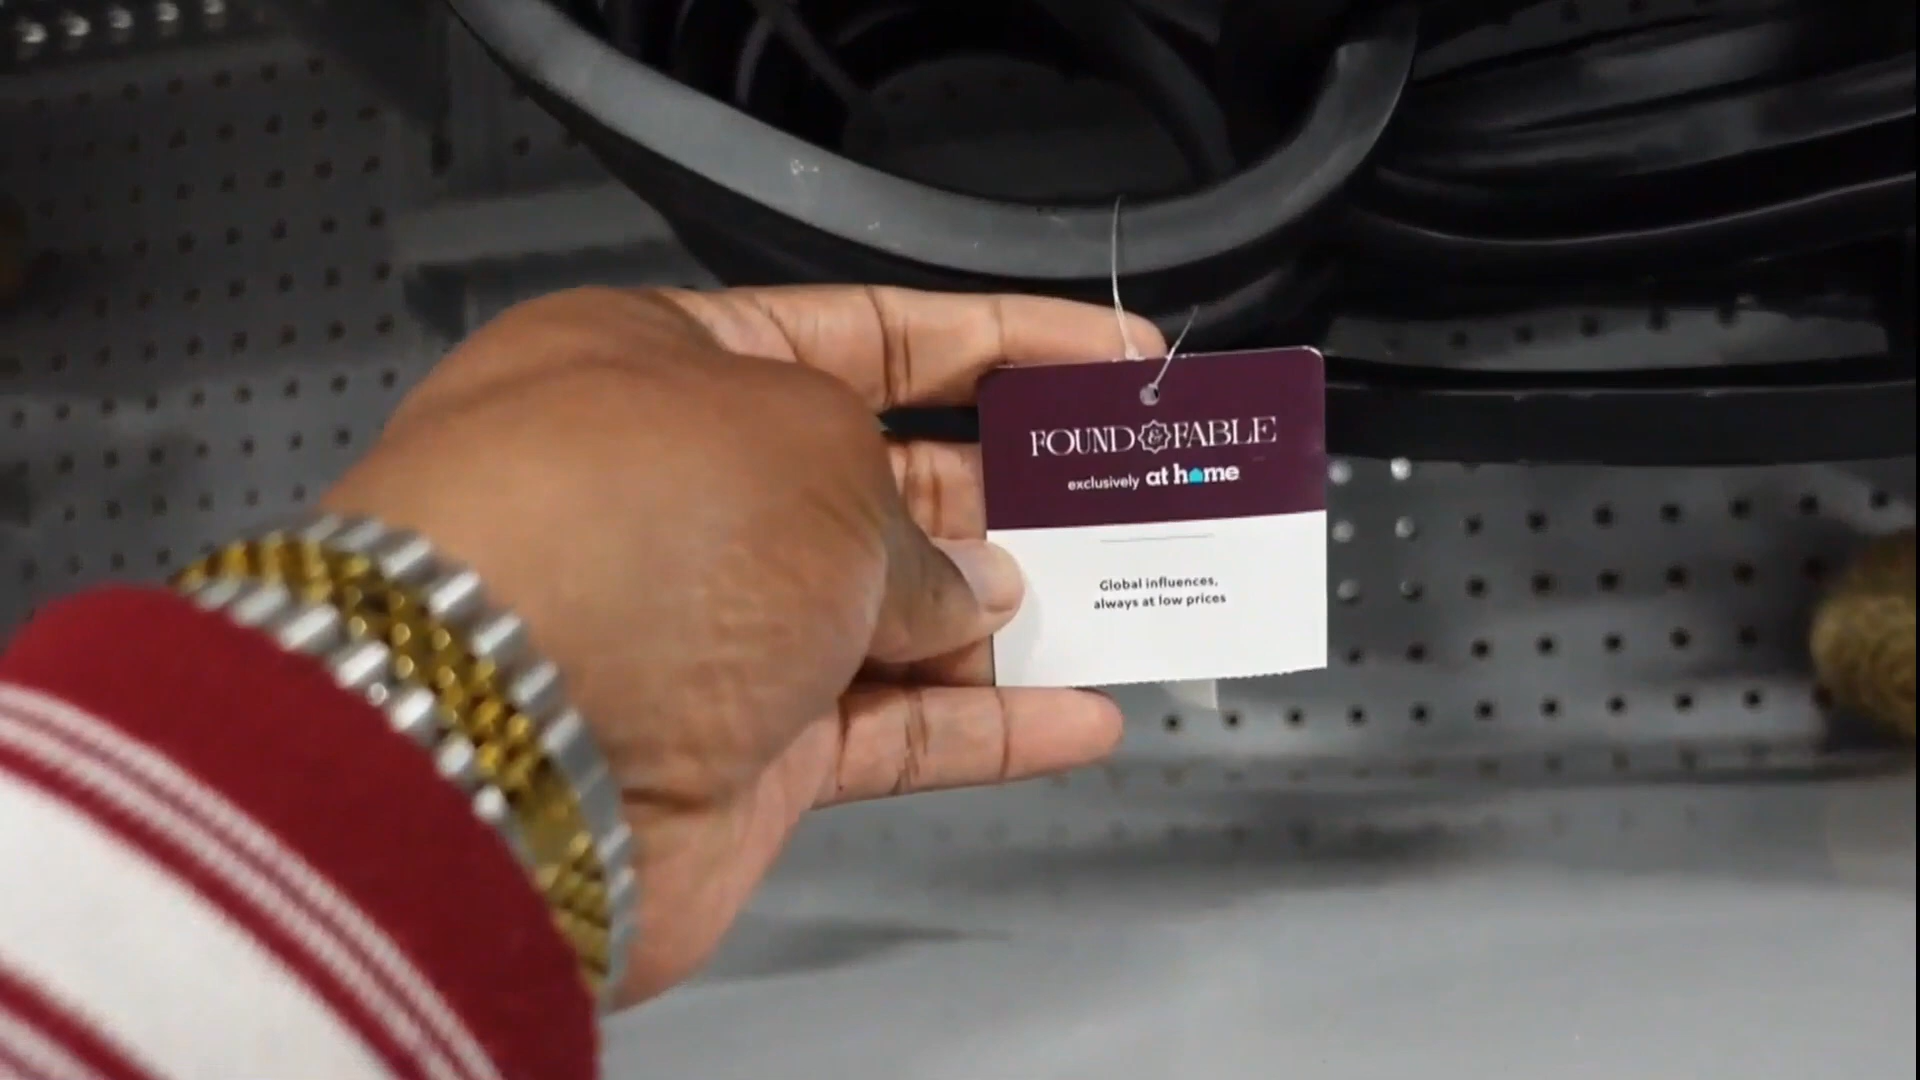 FOUND & FABLE
exclusively at home
Global influences,
always at low prices